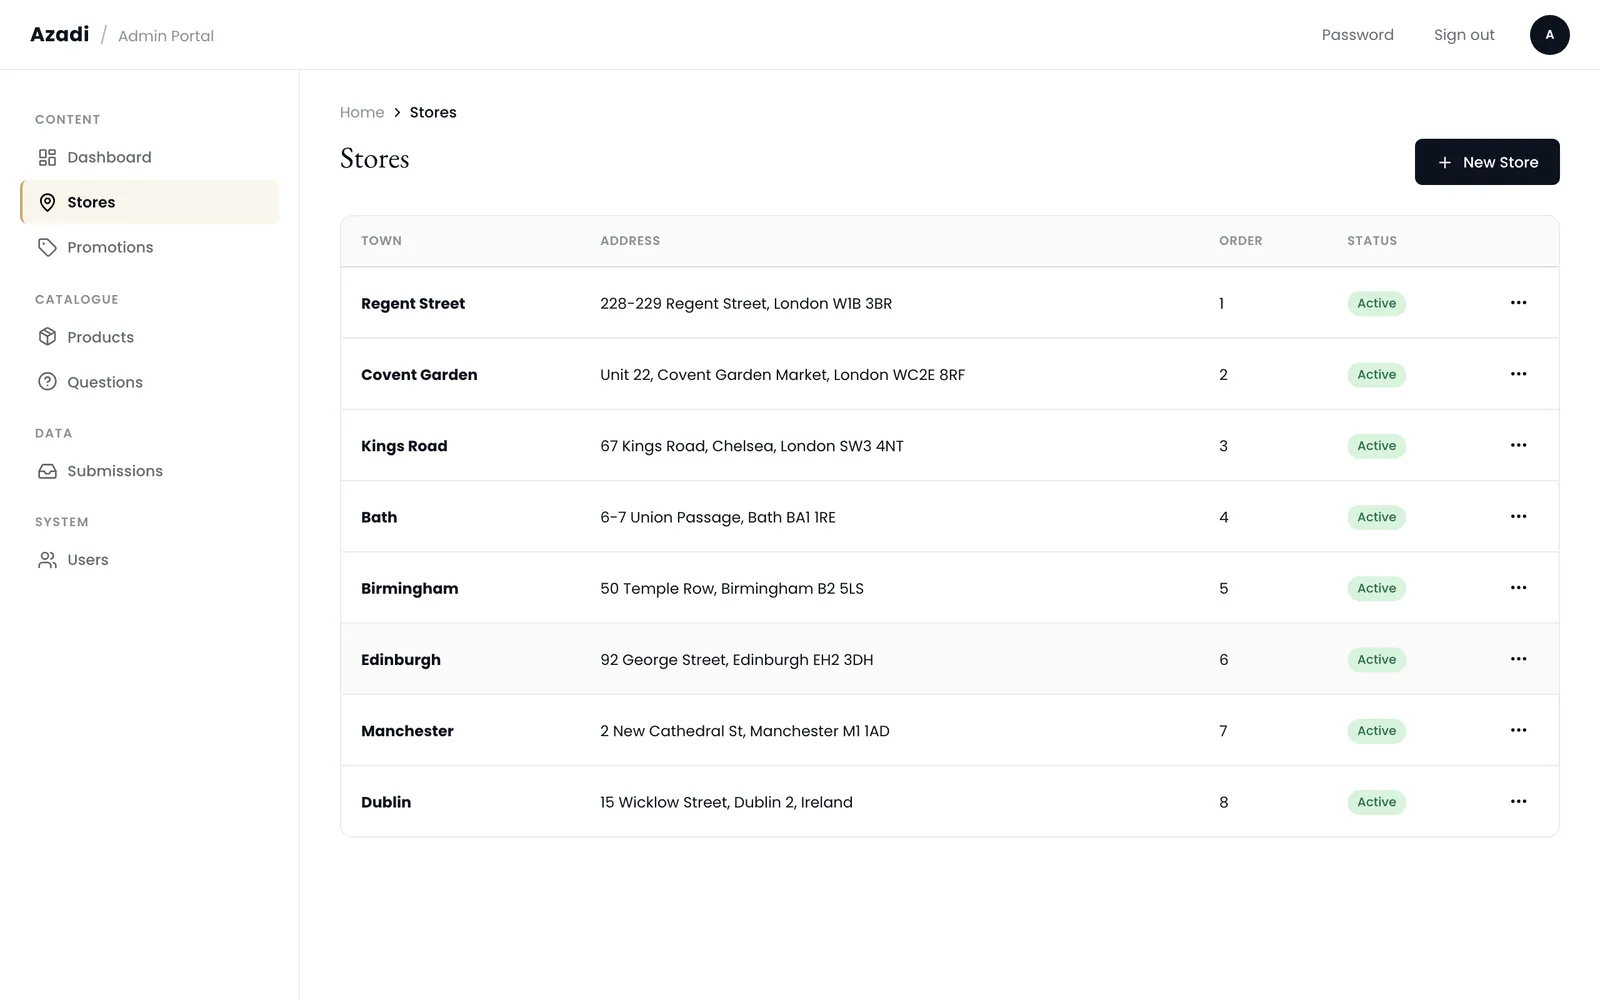 Azadi / Admin Portal
Password
Sign out
A
CONTENT
Dashboard
Stores
Promotions
CATALOGUE
Products
Questions
DATA
Submissions
SYSTEM
Users
Home > Stores
Stores
+ New Store
TOWN ADDRESS ORDER STATUS
Regent Street 228-229 Regent Street, London W1B 3BR 1 Active ···
Covent Garden Unit 22, Covent Garden Market, London WC2E 8RF 2 Active ···
Kings Road 67 Kings Road, Chelsea, London SW3 4NT 3 Active ···
Bath 6-7 Union Passage, Bath BA1 1RE 4 Active ···
Birmingham 50 Temple Row, Birmingham B2 5LS 5 Active ···
Edinburgh 92 George Street, Edinburgh EH2 3DH 6 Active ···
Manchester 2 New Cathedral St, Manchester M1 1AD 7 Active ···
Dublin 15 Wicklow Street, Dublin 2, Ireland 8 Active ···